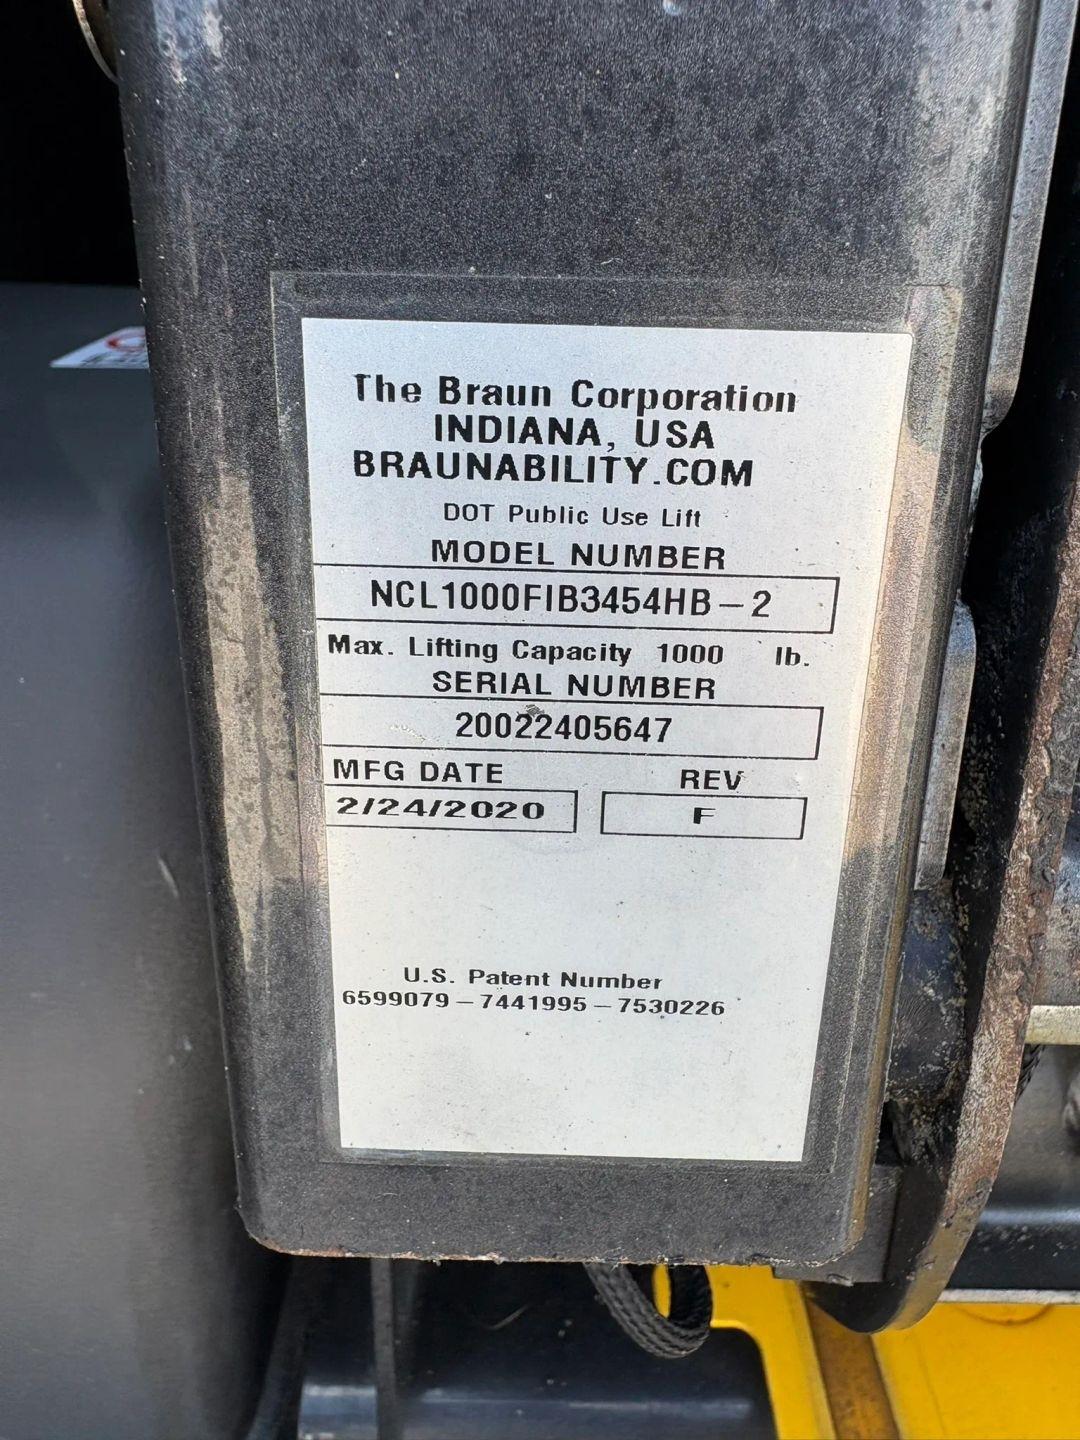 The Braun Corporation
INDIANA, USA
BRAUNABILITY.COM
DOT Public Use Lift
MODEL NUMBER
NCL1000FIB3454HB-2
Max. Lifting Capacity 1000 lb.
SERIAL NUMBER
20022405647
MFG DATE REV
2/24/2020 F
U.S. Patent Number
6599079-7441995-7530226